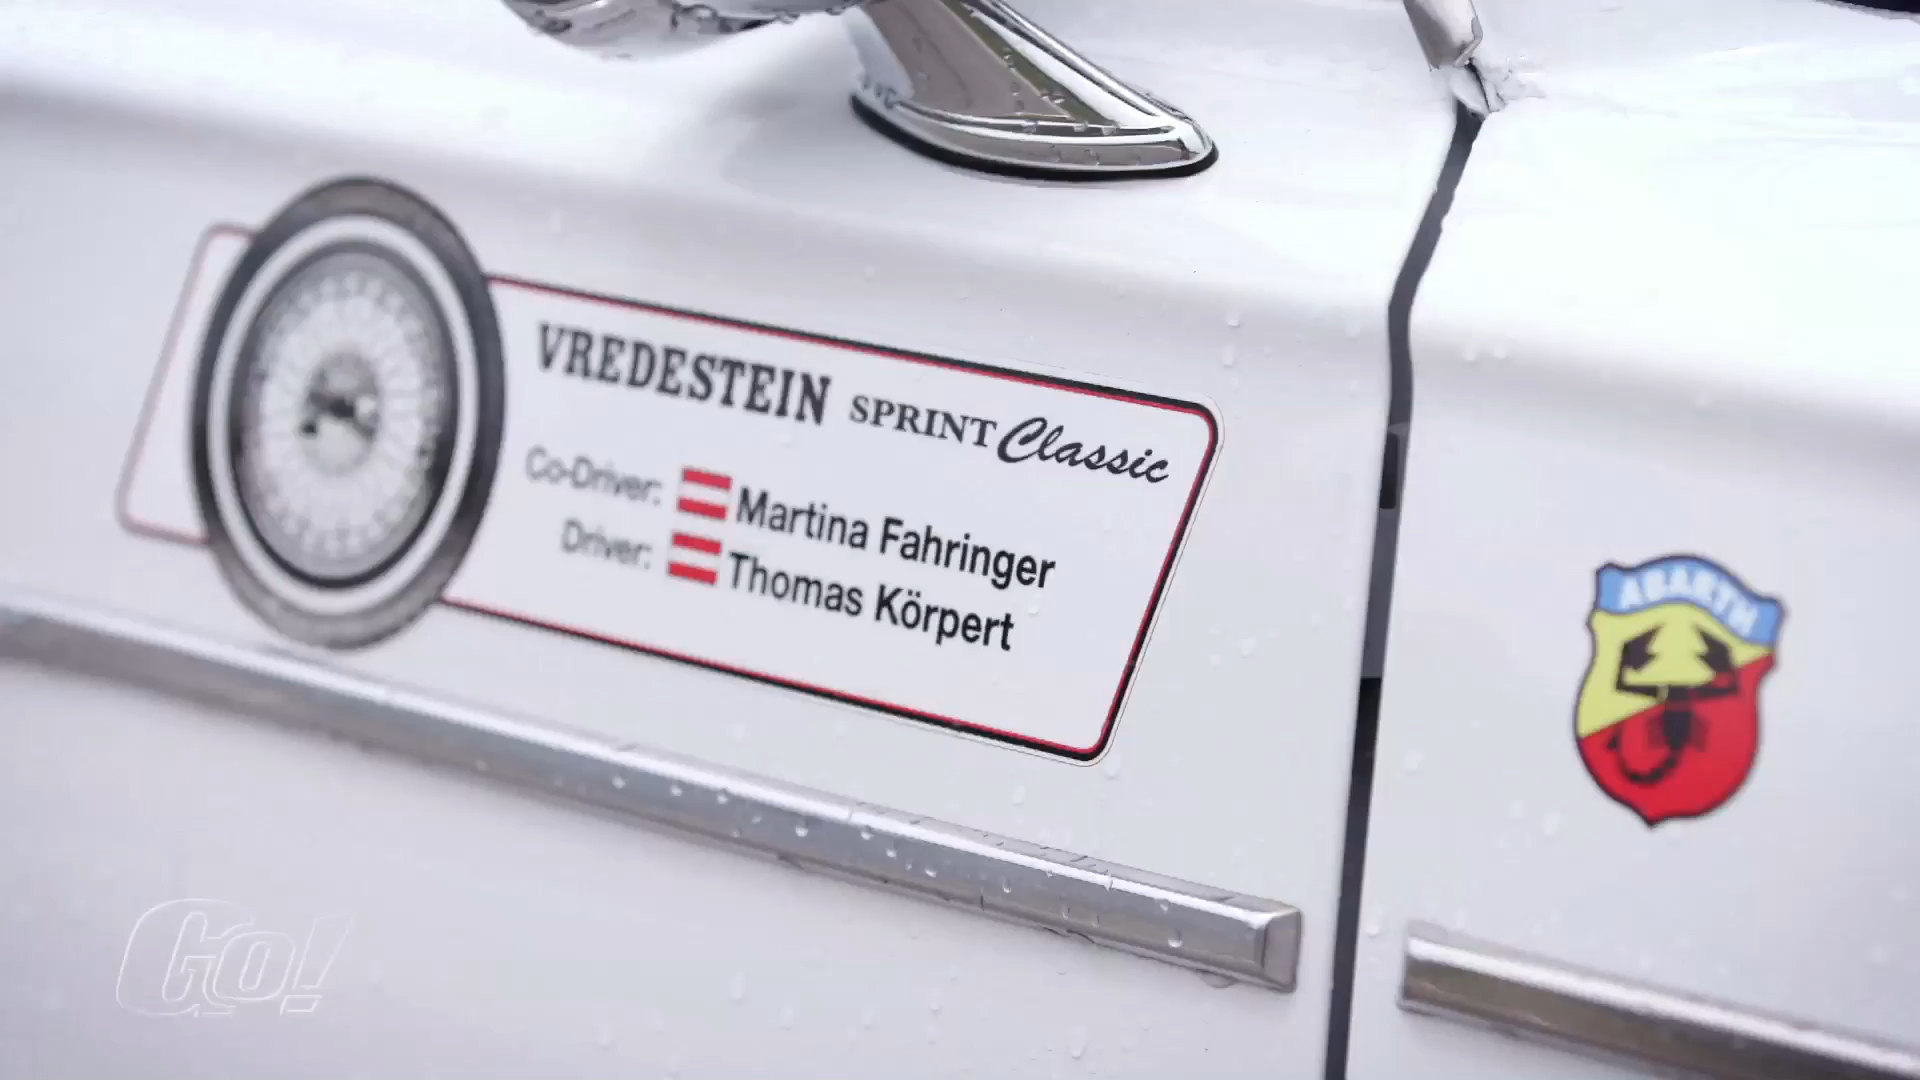 VREDESTEIN SPRINT Classic
Co-Driver: Martina Fahringer
Driver: Thomas Körpert
ABARTH
Go!